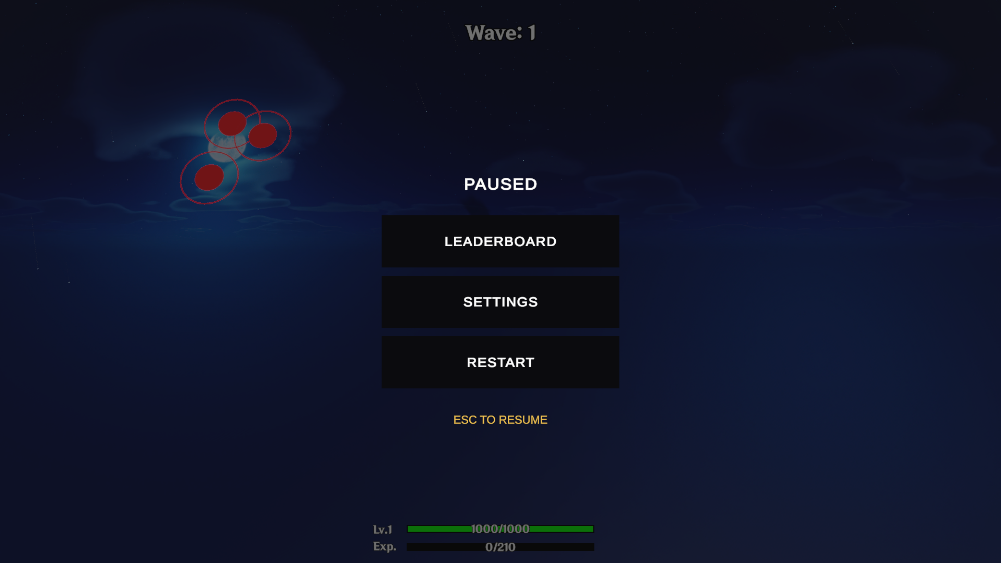 Wave: 1
PAUSED
LEADERBOARD
SETTINGS
RESTART
ESC TO RESUME
Lv.1 1000/1000
Exp. 0/210